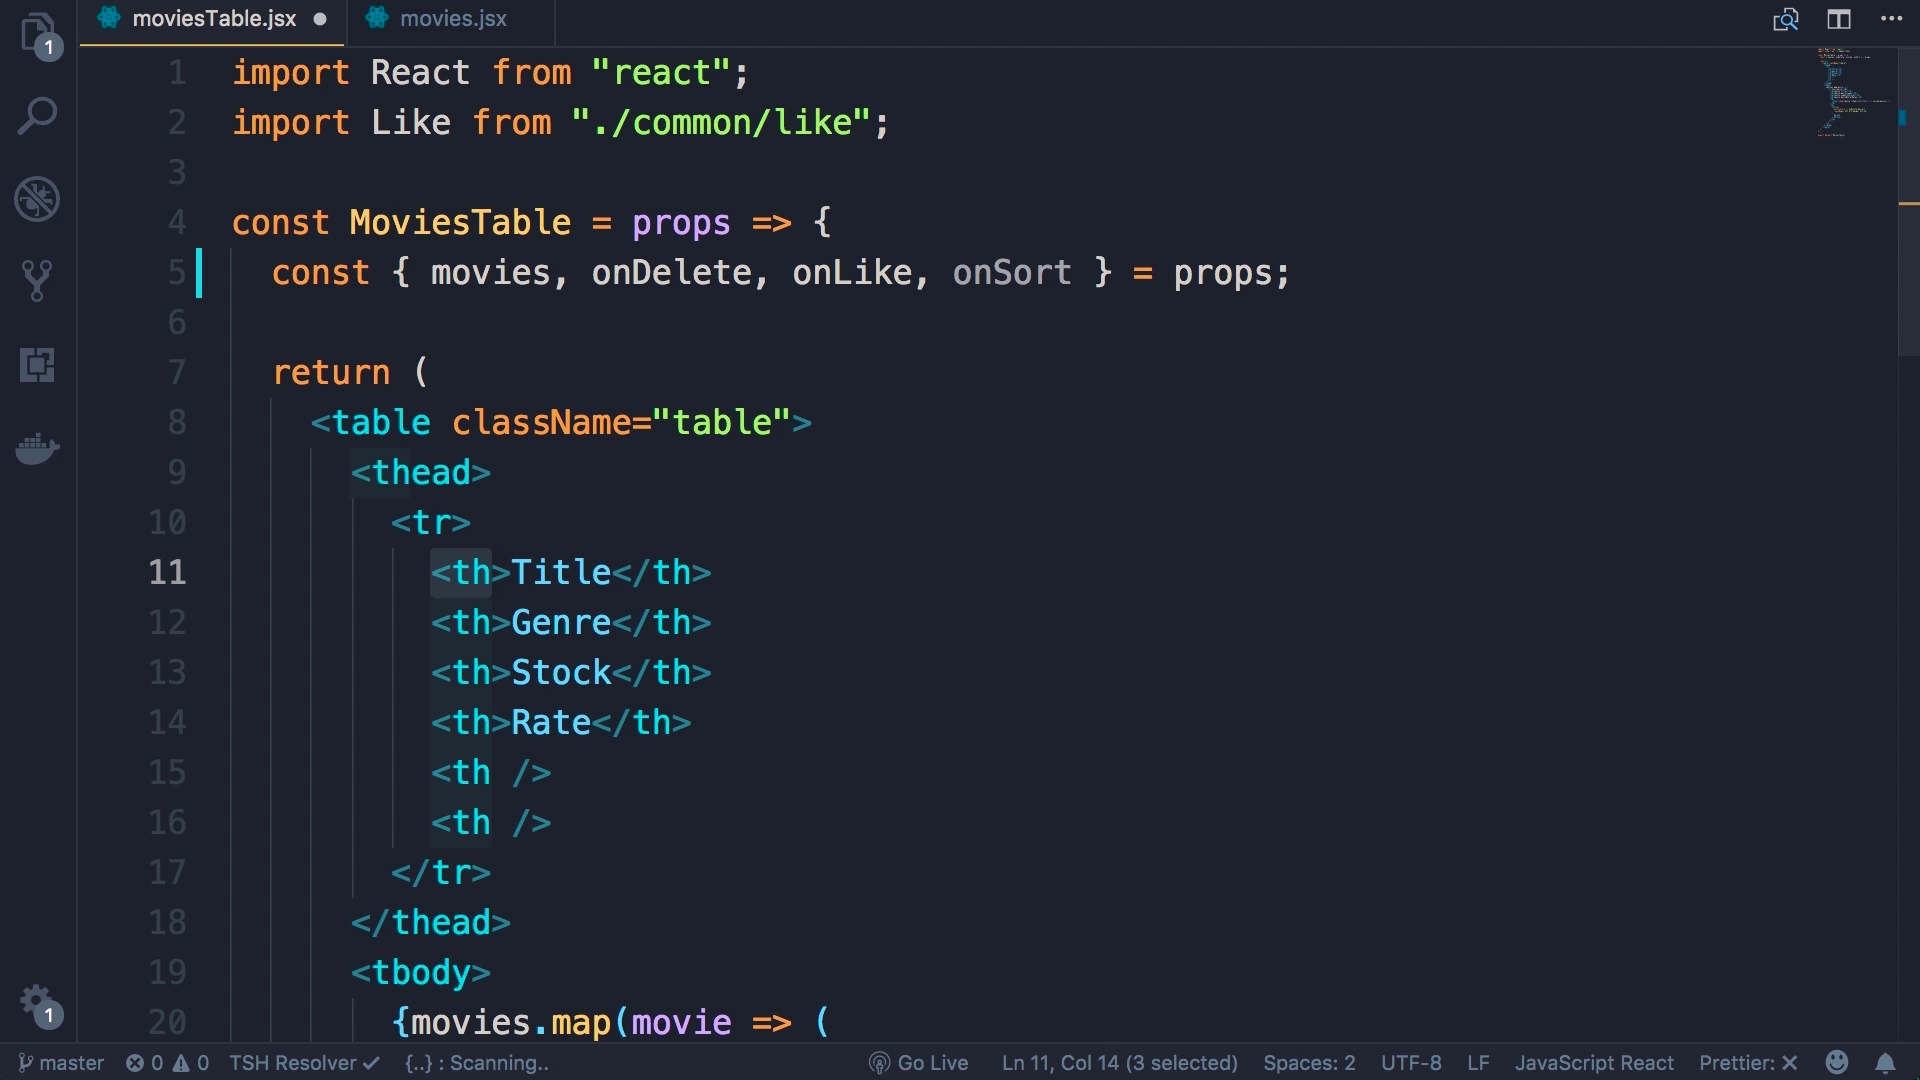 moviesTable.jsx
movies.jsx
1
1 import React from "react";
2 import Like from "./common/like";
3
4 const MoviesTable = props => {
5 const { movies, onDelete, onLike, onSort } = props;
6
7 return (
8 <table className="table">
9 <thead>
10 <tr>
11 <th>Title</th>
12 <th>Genre</th>
13 <th>Stock</th>
14 <th>Rate</th>
15 <th />
16 <th />
17 </tr>
18 </thead>
19 <tbody>
20 {movies.map(movie => (
1
master 0 0 TSH Resolver {..} : Scanning.. Go Live Ln 11, Col 14 (3 selected) Spaces: 2 UTF-8 LF JavaScript React Prettier: